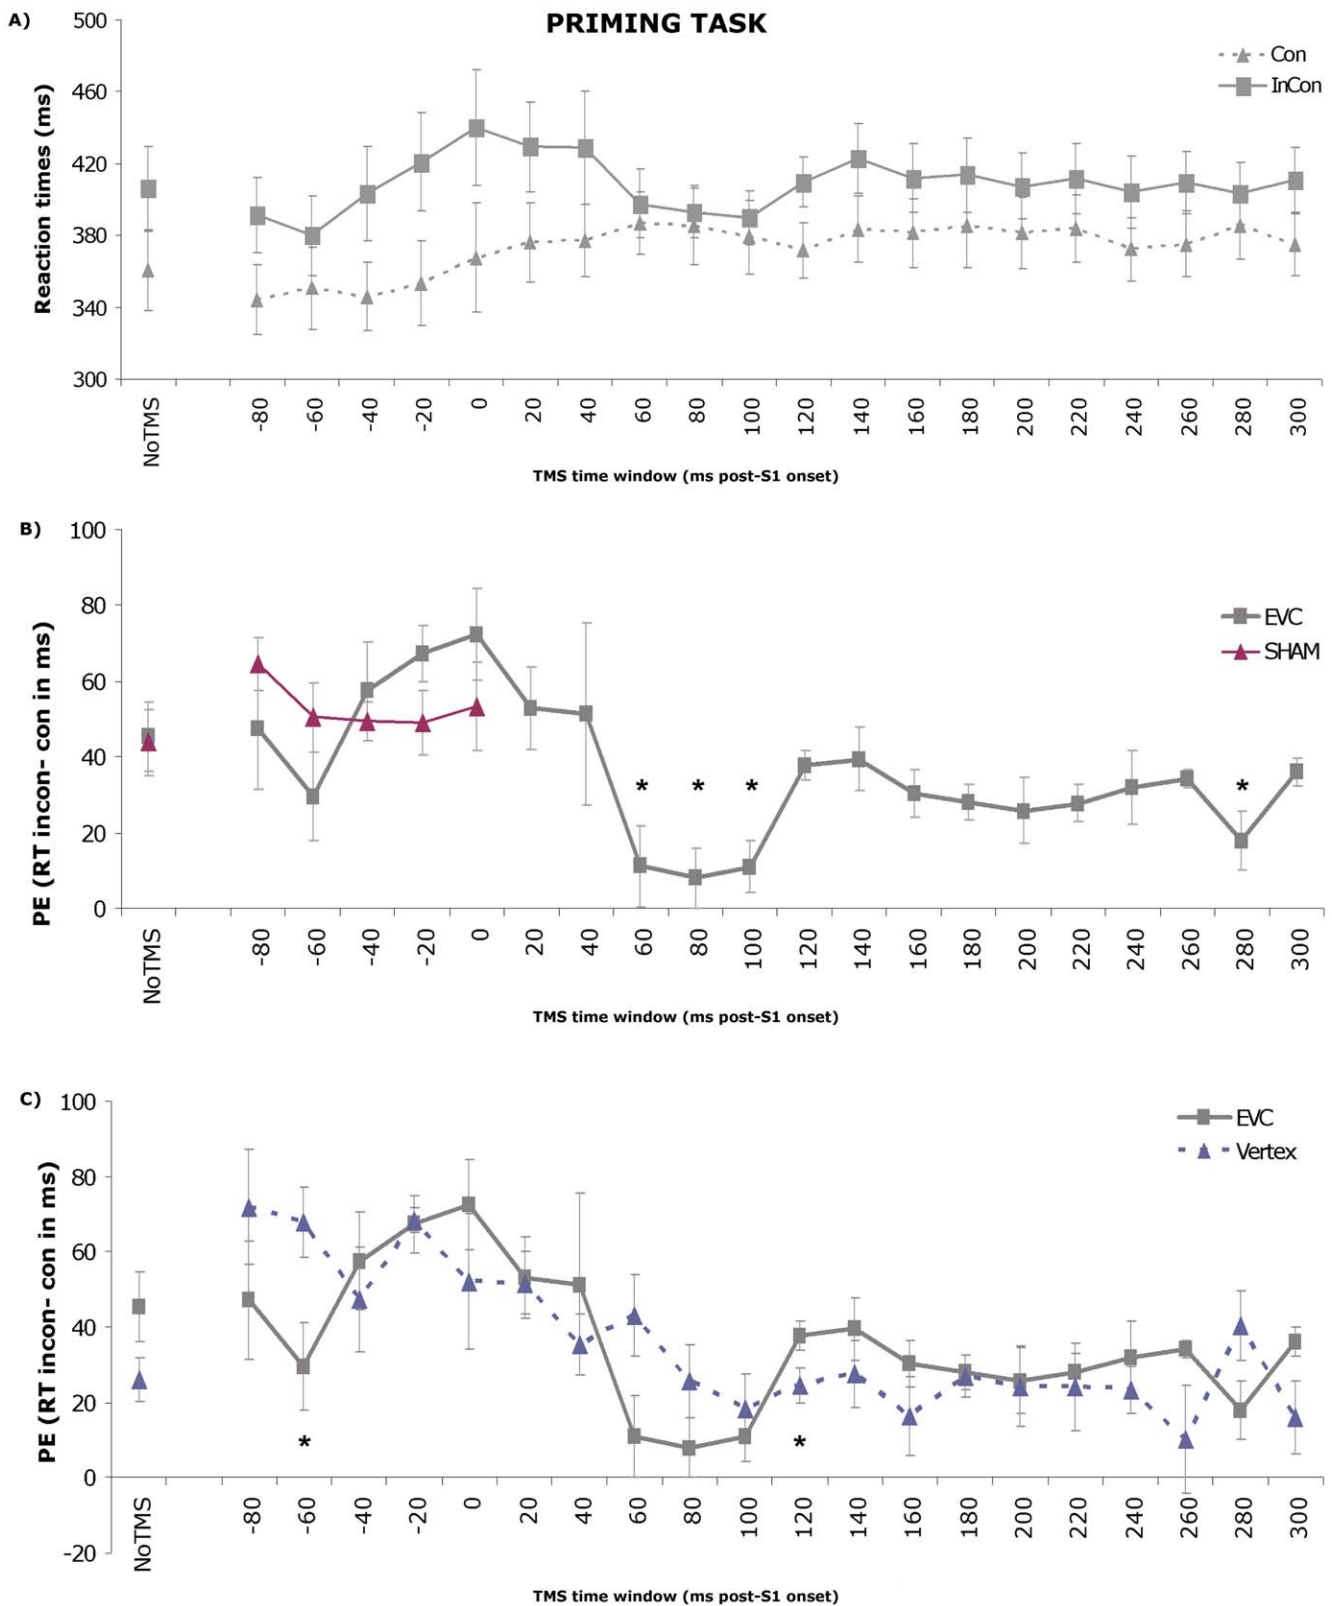 A)
PRIMING TASK
500
460
420
380
340
300
Reaction times (ms)
Con
InCon
NoTMS -80 -60 -40 -20 0 20 40 60 80 100 120 140 160 180 200 220 240 260 280 300
TMS time window (ms post-S1 onset)
B)
100
80
60
40
20
0
PE (RT incon- con in ms)
EVC
SHAM
* * * *
NoTMS -80 -60 -40 -20 0 20 40 60 80 100 120 140 160 180 200 220 240 260 280 300
TMS time window (ms post-S1 onset)
C)
100
80
60
40
20
0
-20
PE (RT incon- con in ms)
EVC
Vertex
* *
NoTMS -80 -60 -40 -20 0 20 40 60 80 100 120 140 160 180 200 220 240 260 280 300
TMS time window (ms post-S1 onset)